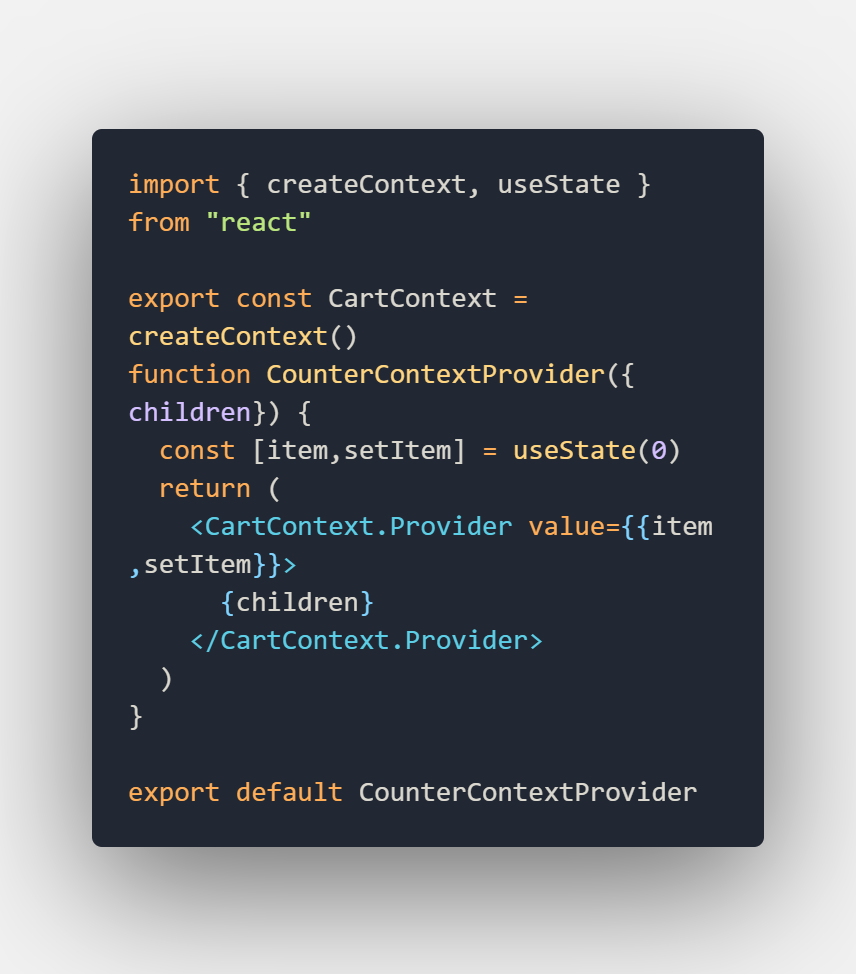 import { createContext, useState }
from "react"

export const CartContext =
createContext()
function CounterContextProvider({
children}) {
  const [item,setItem] = useState(0)
  return (
    <CartContext.Provider value={{item
,setItem}}>
      {children}
    </CartContext.Provider>
  )
}

export default CounterContextProvider